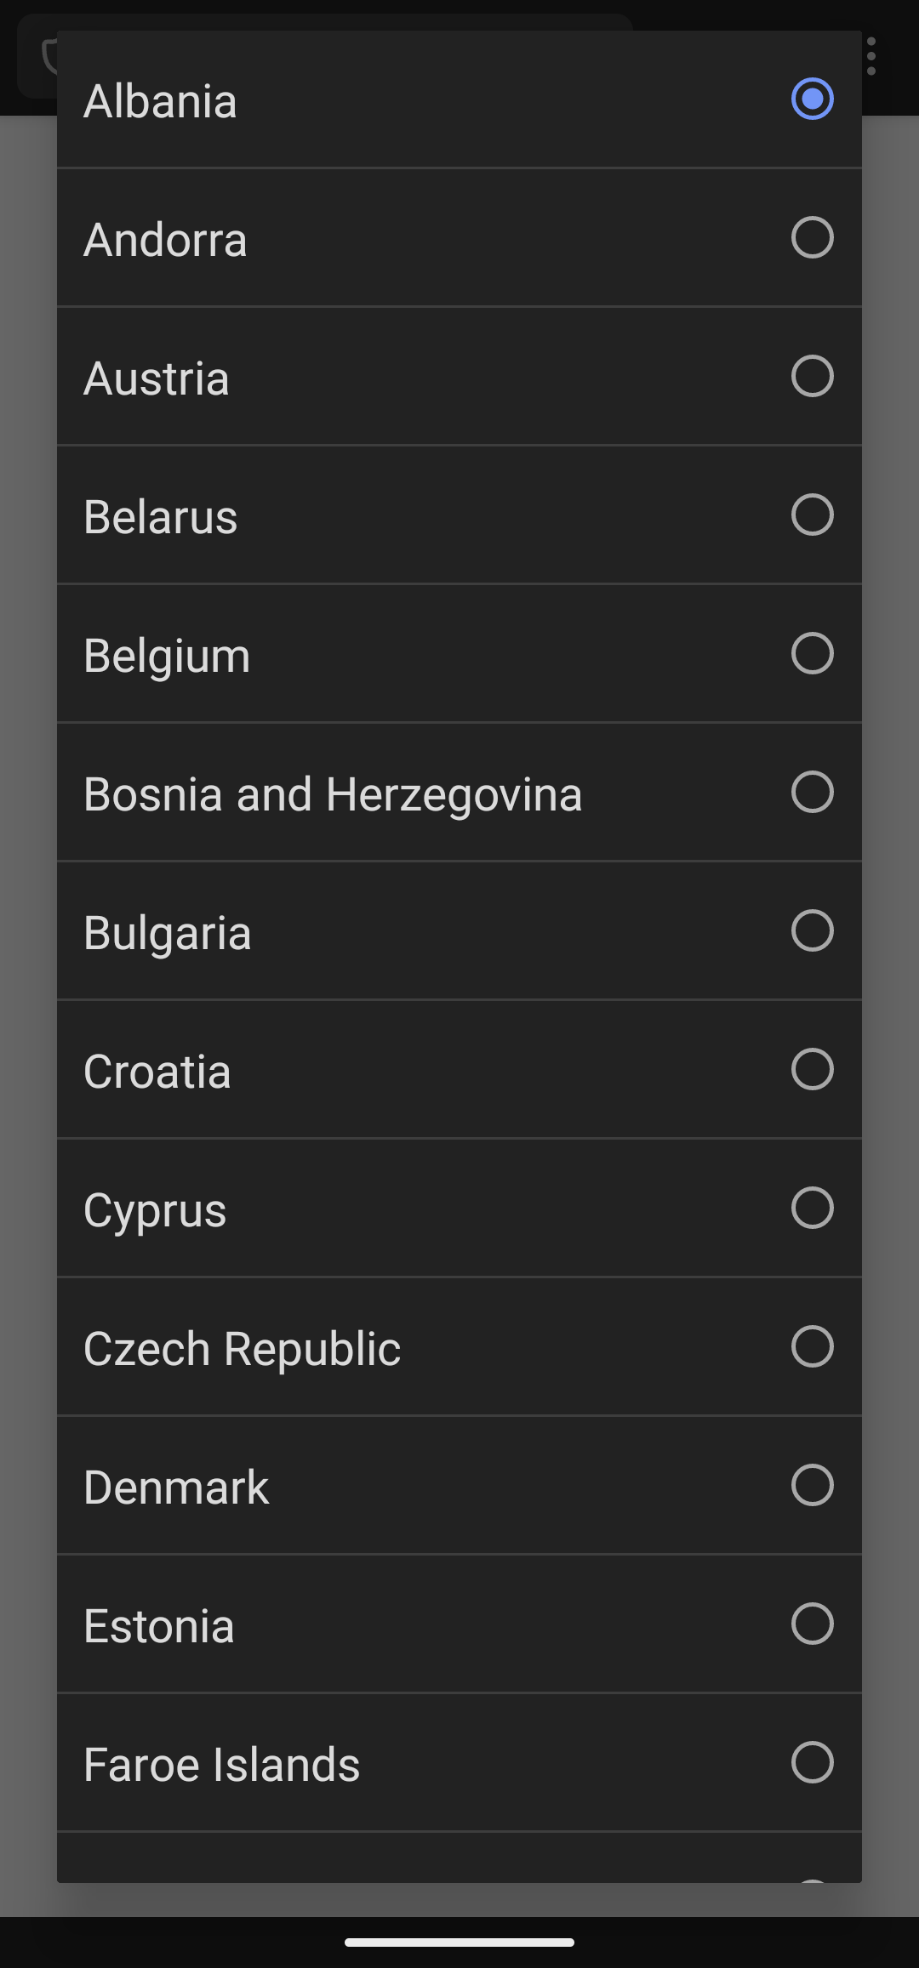 Albania
Andorra
Austria
Belarus
Belgium
Bosnia and Herzegovina
Bulgaria
Croatia
Cyprus
Czech Republic
Denmark
Estonia
Faroe Islands